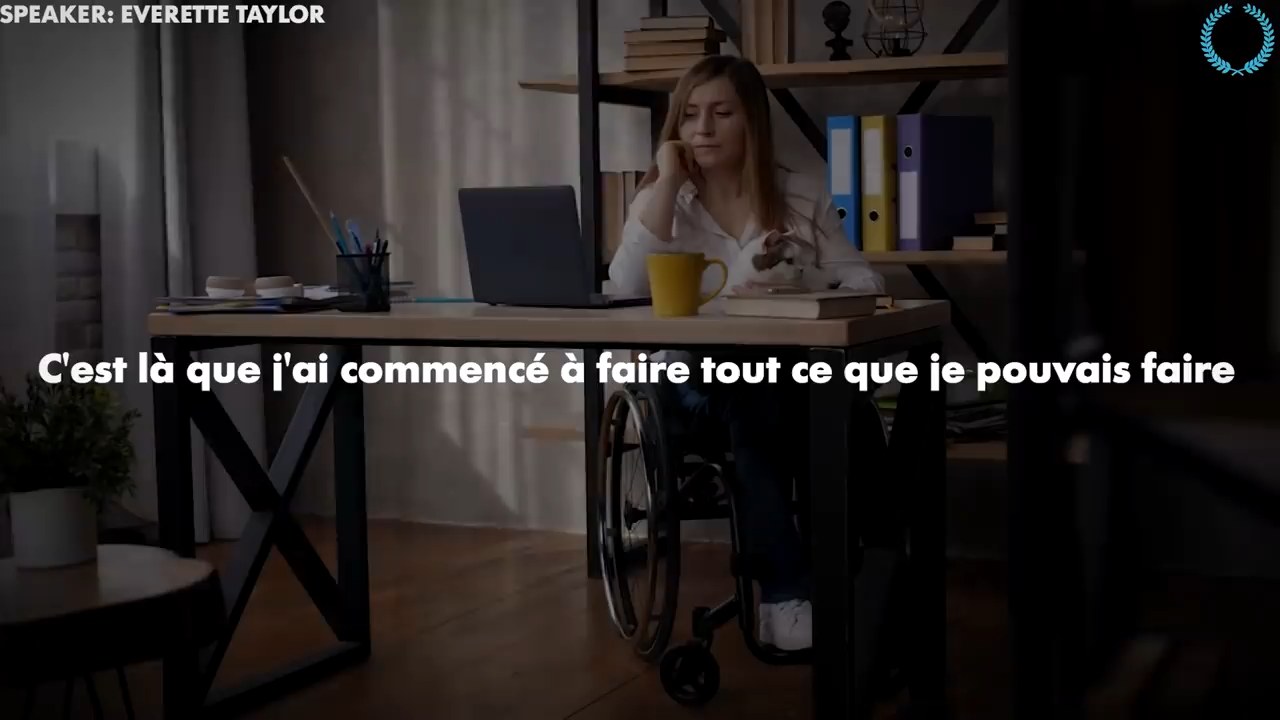 SPEAKER: EVERETTE TAYLOR
C'est là que j'ai commencé à faire tout ce que je pouvais faire